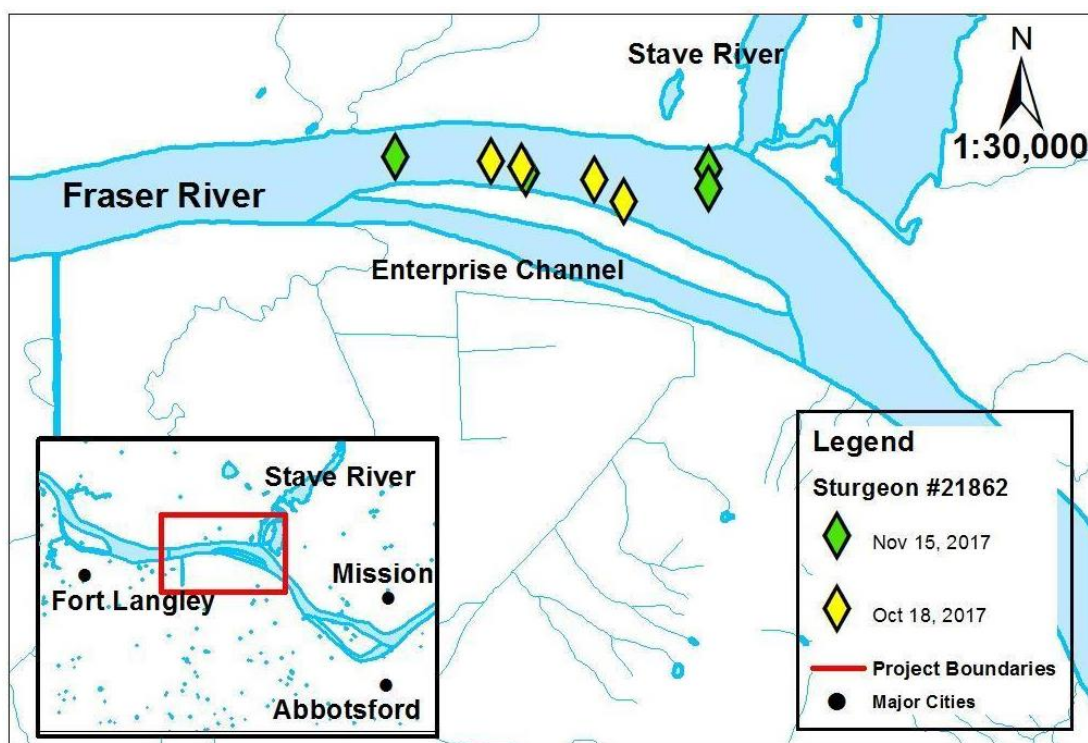 Stave River
N
1:30,000
Fraser River
Enterprise Channel
Stave River
Mission
Fort Langley
Abbotsford
Legend
Sturgeon #21862
Nov 15, 2017
Oct 18, 2017
Project Boundaries
Major Cities